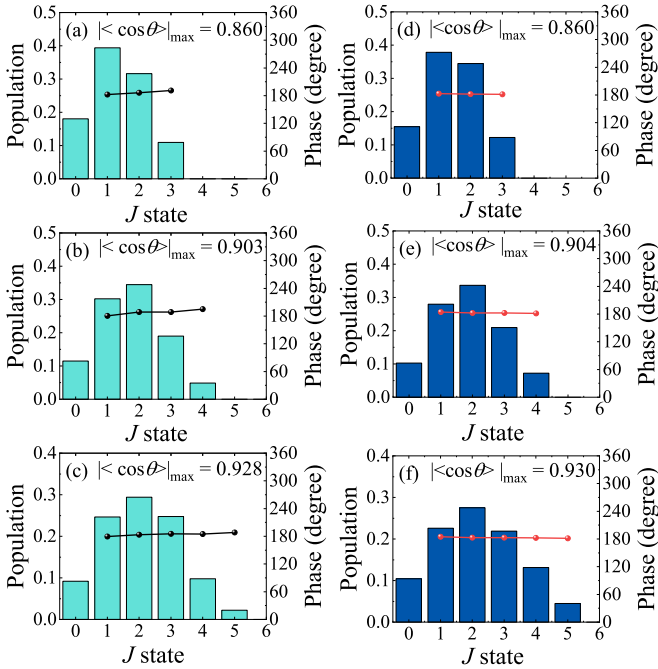 (a) |< cosθ>|max = 0.860
Population
0.5
0.4
0.3
0.2
0.1
0.0
360
300
240
180
120
60
0
Phase (degree)
0 1 2 3 4 5 6
J state
(d) |<cosθ> |max = 0.860
Population
0.5
0.4
0.3
0.2
0.1
0.0
360
300
240
180
120
60
0
Phase (degree)
0 1 2 3 4 5 6
J state
(b) |< cosθ>|max = 0.903
Population
0.5
0.4
0.3
0.2
0.1
0.0
360
300
240
180
120
60
0
Phase (degree)
0 1 2 3 4 5 6
J state
(e) |<cosθ> |max = 0.904
Population
0.5
0.4
0.3
0.2
0.1
0.0
360
300
240
180
120
60
0
Phase (degree)
0 1 2 3 4 5 6
J state
(c) |< cosθ>|max = 0.928
Population
0.4
0.3
0.2
0.1
0.0
360
300
240
180
120
60
0
Phase (degree)
0 1 2 3 4 5 6
J state
(f) |<cosθ> |max = 0.930
Population
0.4
0.3
0.2
0.1
0.0
360
300
240
180
120
60
0
Phase (degree)
0 1 2 3 4 5 6
J state